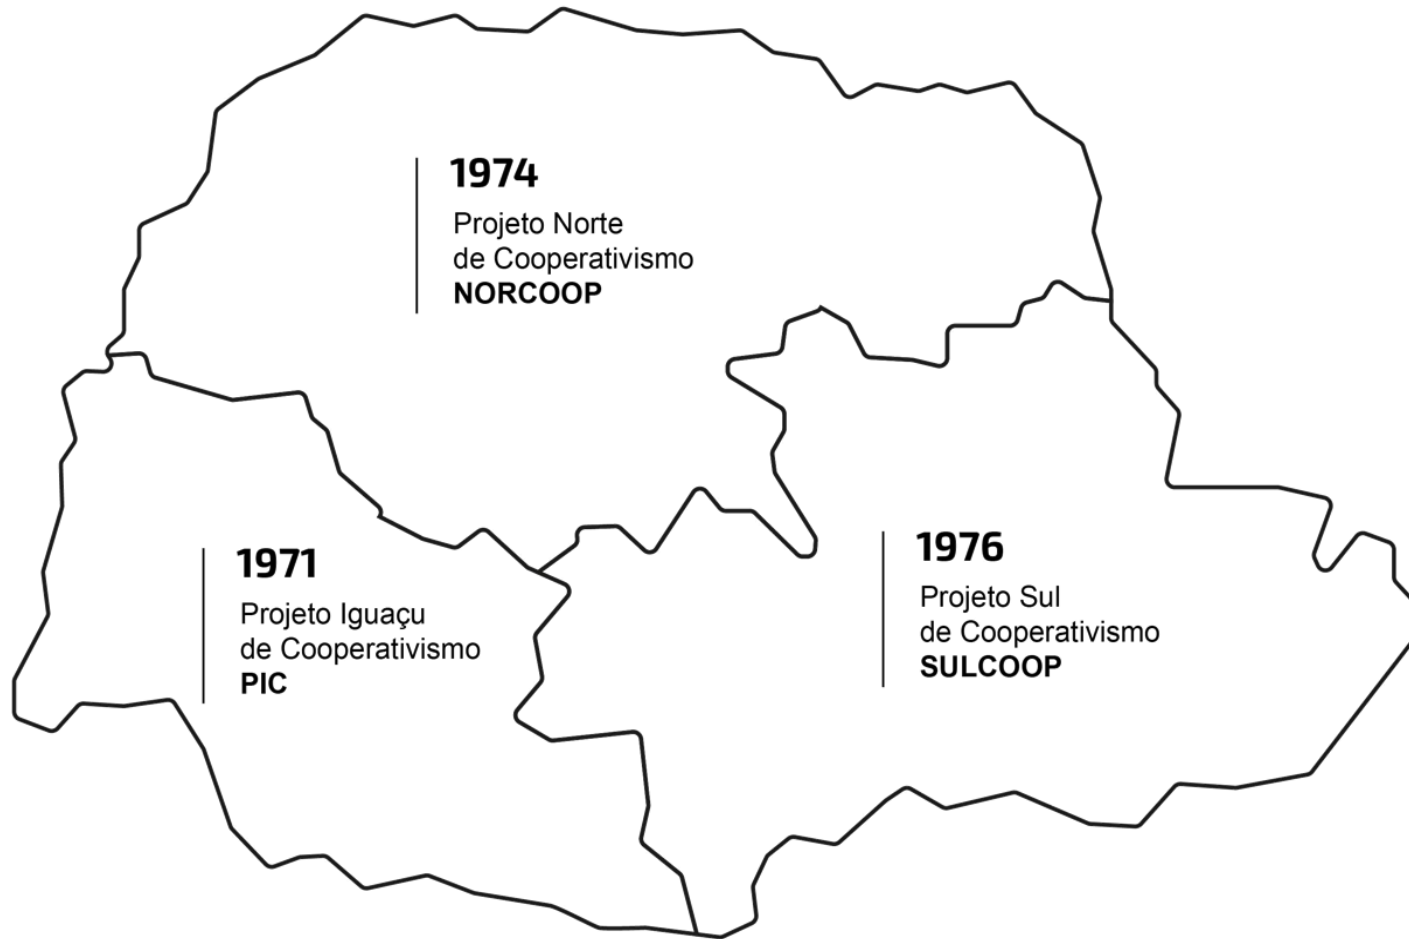 1974
Projeto Norte
de Cooperativismo
NORCOOP
1971
Projeto Iguaçu
de Cooperativismo
PIC
1976
Projeto Sul
de Cooperativismo
SULCOOP